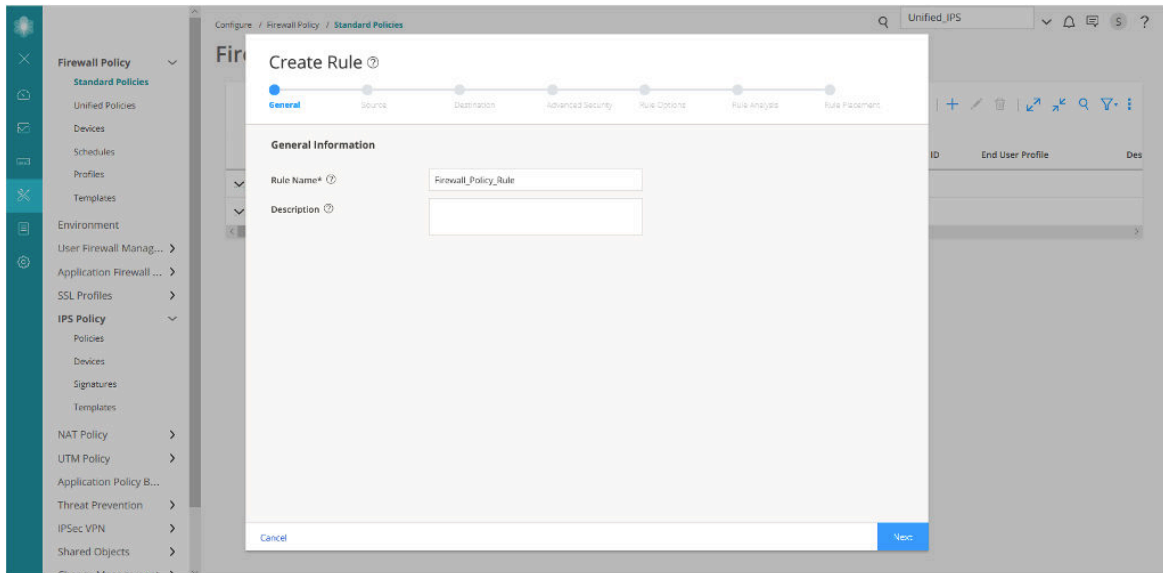 Configure / Firewall Policy / Standard Policies
Unified_IPS
S ?
Fir
Firewall Policy
Standard Policies
Unified Policies
Devices
Schedules
Profiles
Templates
Environment
User Firewall Manag...
Application Firewall ...
SSL Profiles
IPS Policy
Policies
Devices
Signatures
Templates
NAT Policy
UTM Policy
Application Policy B...
Threat Prevention
IPSec VPN
Shared Objects
Create Rule
General Source Destination Advanced Security Rule Options Rule Analysis Rule Placement
General Information
Rule Name* Firewall_Policy_Rule
Description
Cancel Next
ID End User Profile Des